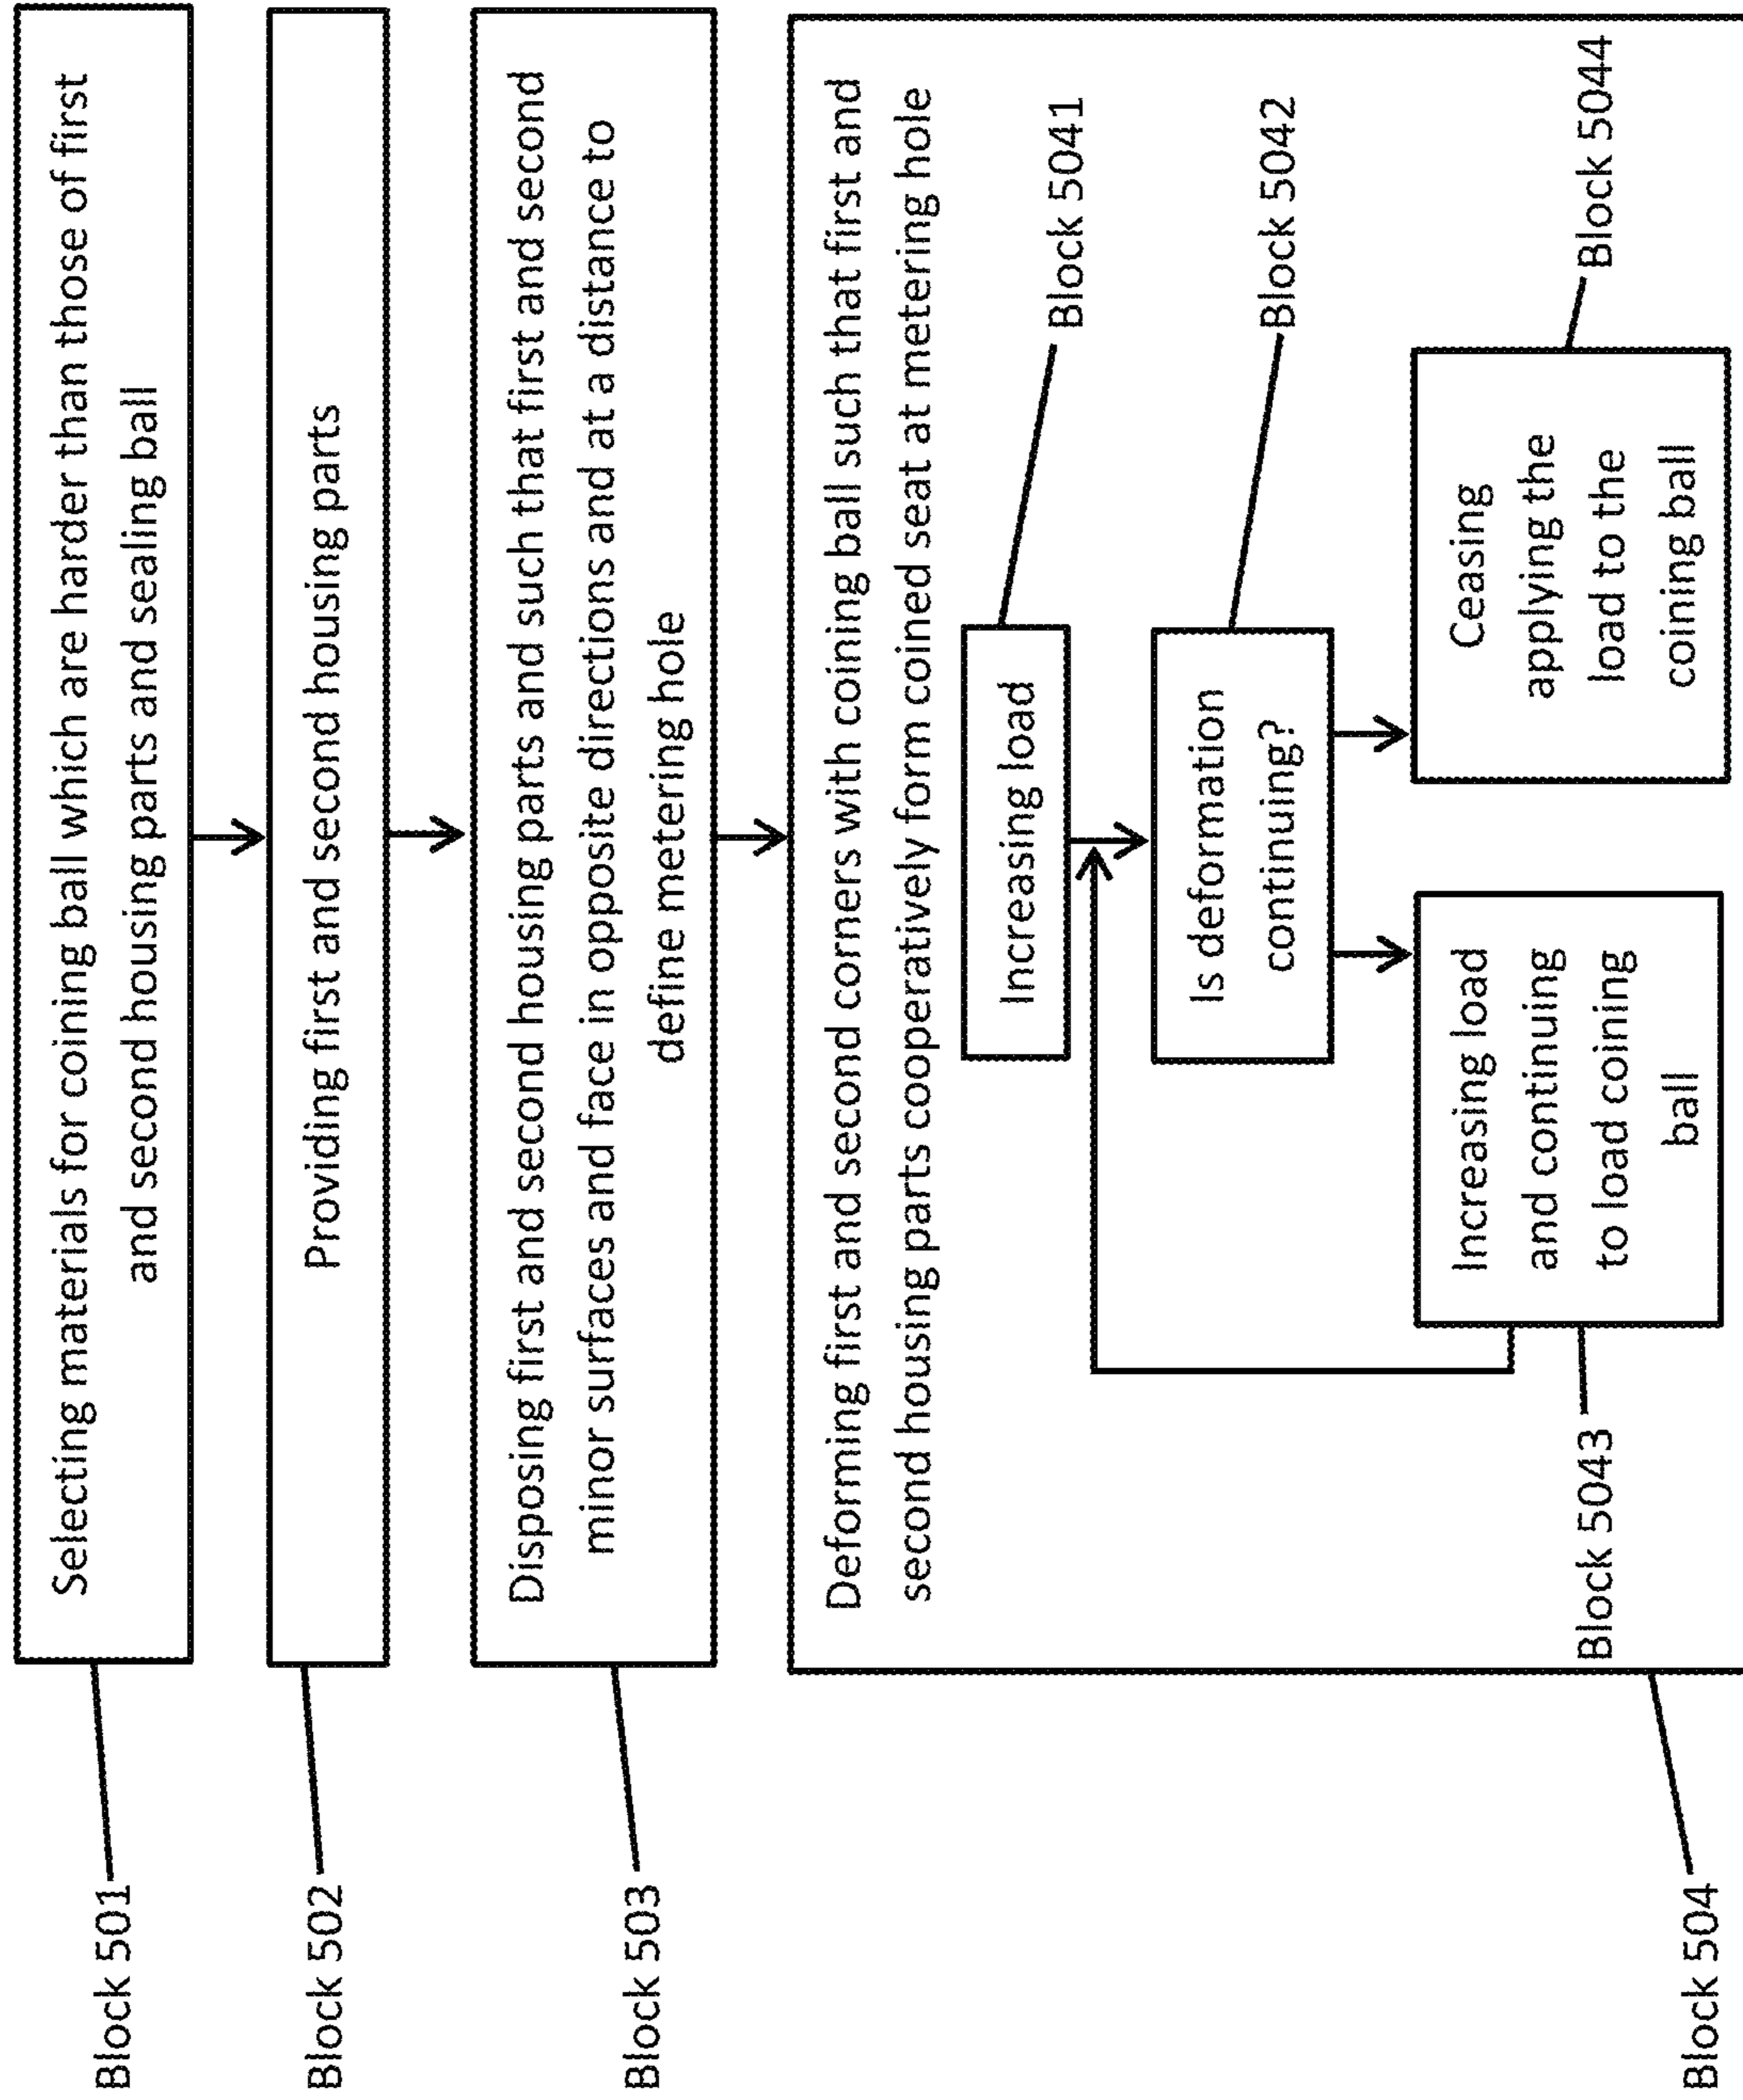 Block 501
Selecting materials for coining ball which are harder than those of first
and second housing parts and sealing ball
Block 502
Providing first and second housing parts
Block 503
Disposing first and second housing parts and such that first and second
minor surfaces and face in opposite directions and at a distance to
define metering hole
Block 504
Deforming first and second corners with coining ball such that first and
second housing parts cooperatively form coined seat at metering hole
Increasing load
Block 5041
Is deformation
continuing?
Block 5042
Block 5043
Increasing load
and continuing
to load coining
ball
Ceasing
applying the
load to the
coining ball
Block 5044